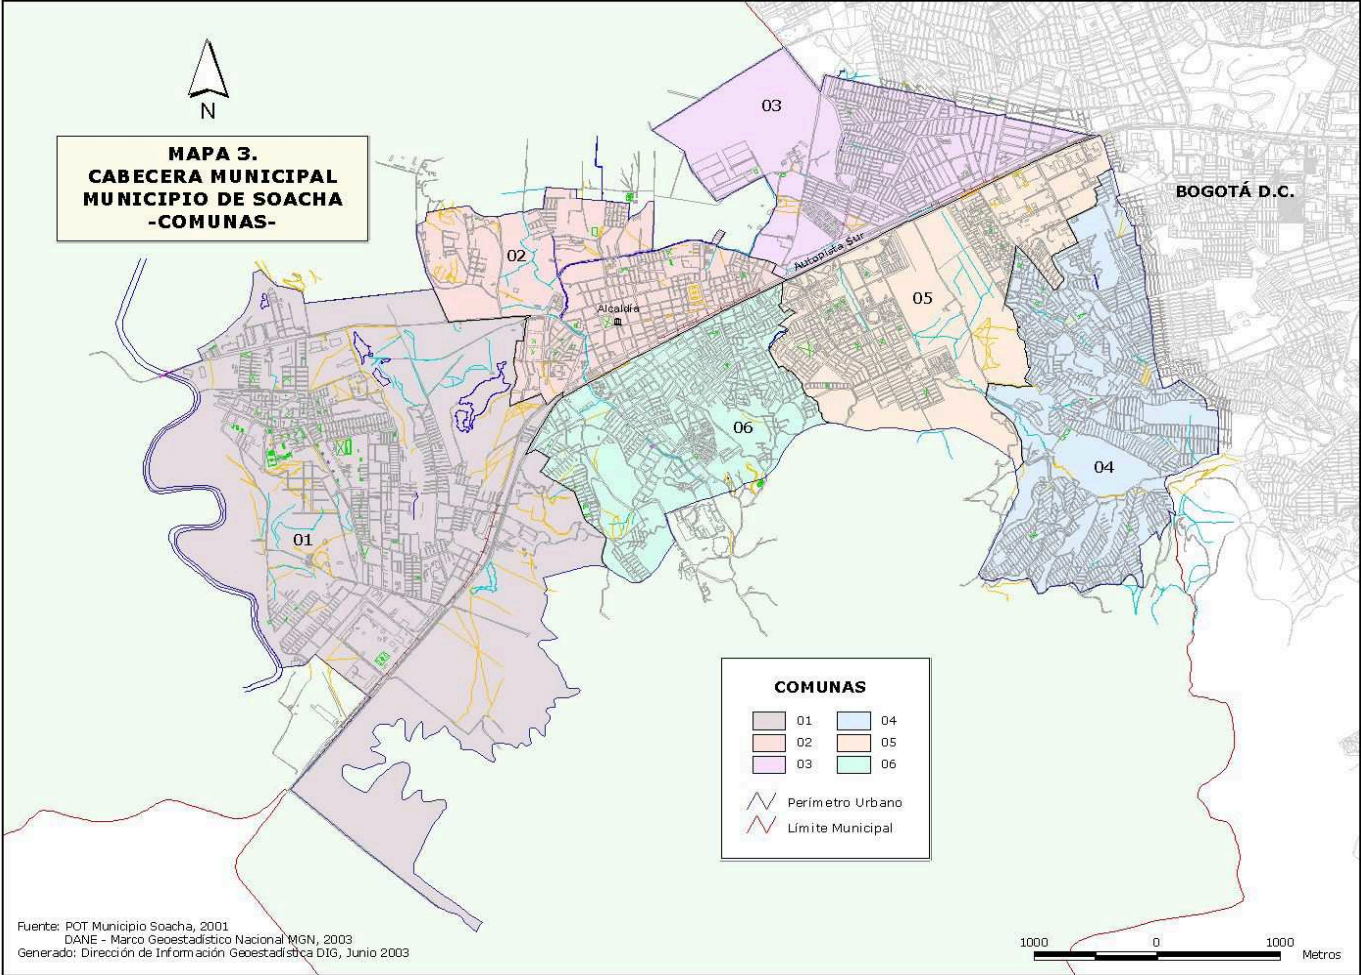 N
MAPA 3.
CABECERA MUNICIPAL
MUNICIPIO DE SOACHA
-COMUNAS-
03
BOGOTÁ D.C.
02
Autopista Sur
05
Alcaldía
06
04
01
COMUNAS
01 04
02 05
03 06
Perímetro Urbano
Límite Municipal
Fuente: POT Municipio Soacha, 2001
DANE - Marco Geoestadístico Nacional MGN, 2003
Generado: Dirección de Información Geoestadística DIG, Junio 2003
1000 0 1000
Metros